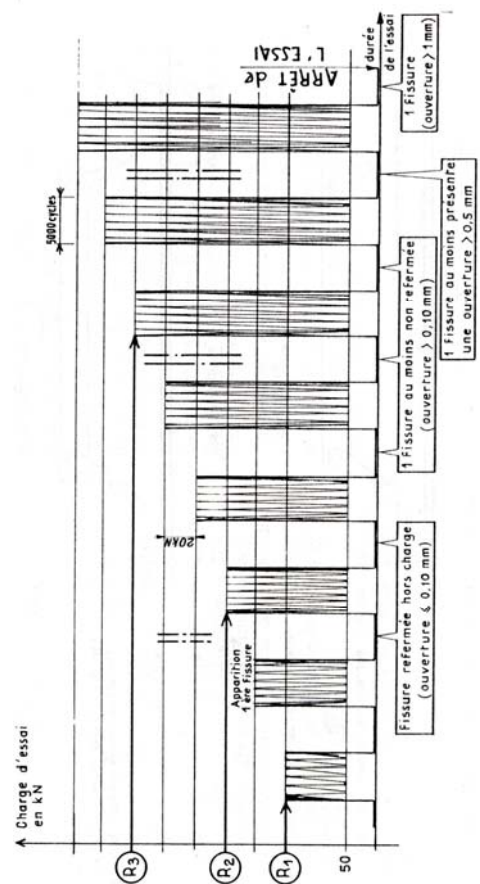 Charge d'essai
en kN
5000 cycles
ARRÊT de
L'ESSAI
durée
de l'essai
20kN
Apparition
1ère fissure
R3
R2
R1
50
Fissure refermée hors charge
(ouverture ⩽ 0,10 mm)
1 Fissure au moins non refermée
(ouverture > 0,10 mm)
1 Fissure au moins présente
une ouverture > 0,5 mm
1 Fissure
(ouverture > 1mm)